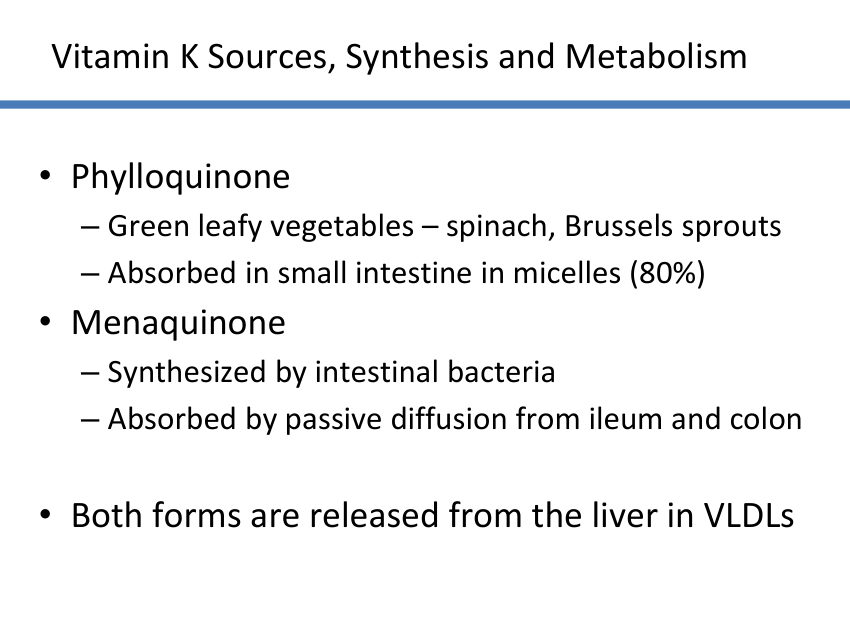 Vitamin K Sources, Synthesis and Metabolism
• Phylloquinone
– Green leafy vegetables – spinach, Brussels sprouts
– Absorbed in small intestine in micelles (80%)
• Menaquinone
– Synthesized by intestinal bacteria
– Absorbed by passive diffusion from ileum and colon
• Both forms are released from the liver in VLDLs